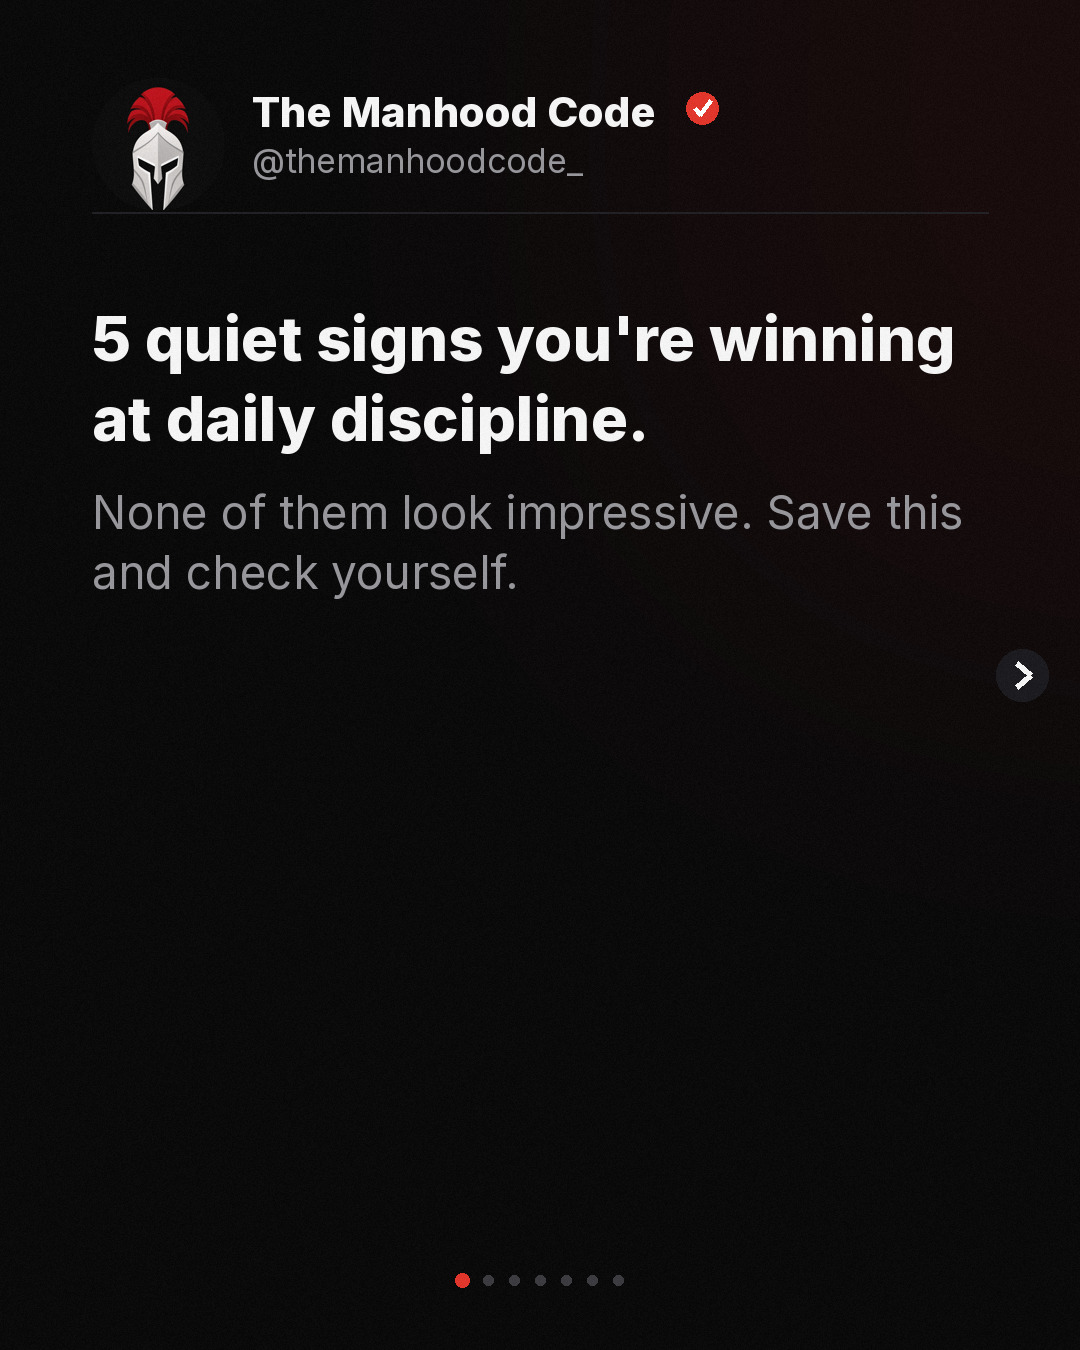 The Manhood Code
@themanhoodcode_
5 quiet signs you're winning
at daily discipline.
None of them look impressive. Save this
and check yourself.